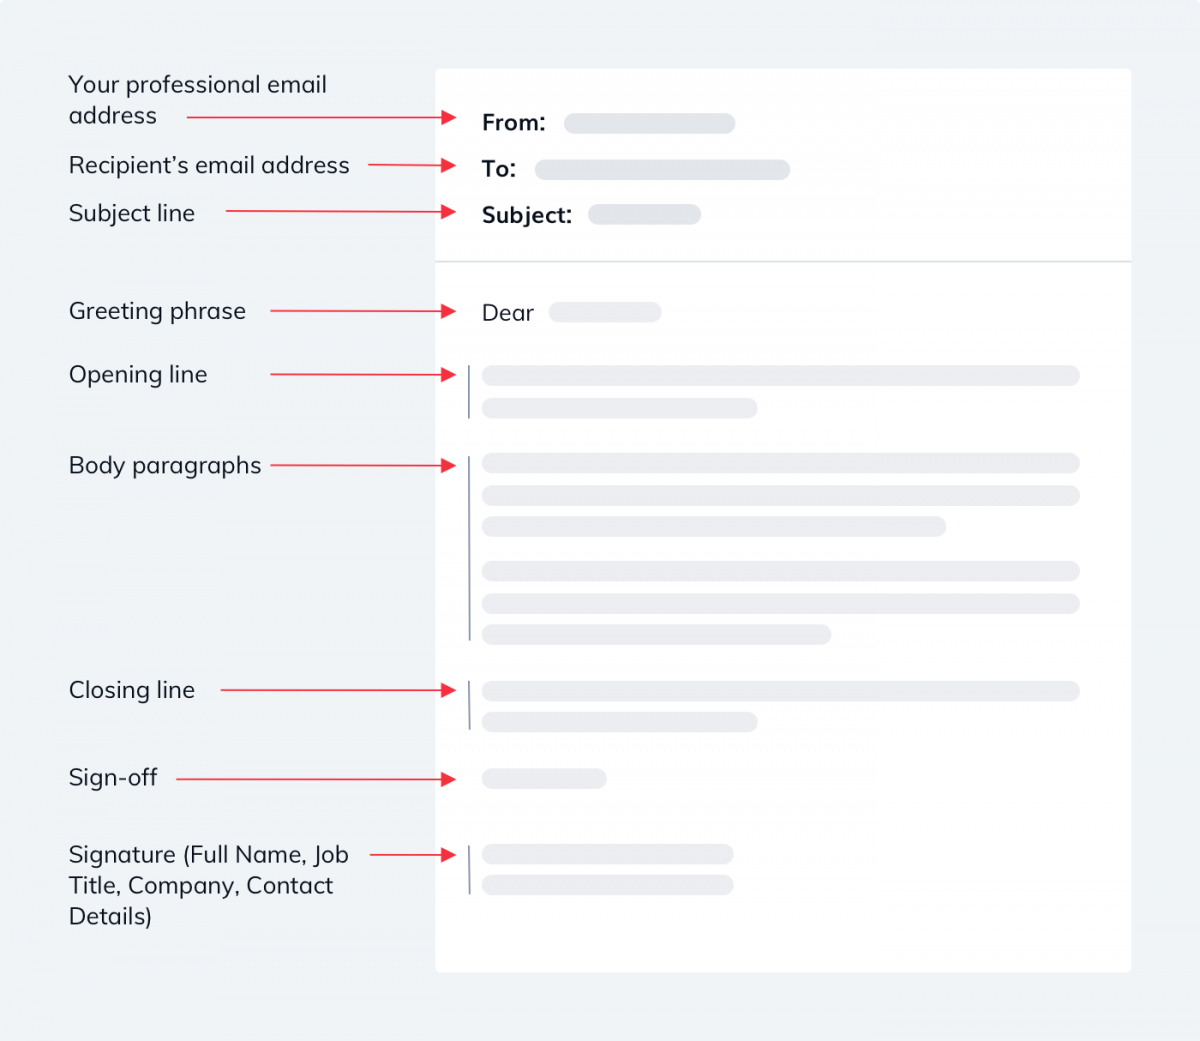 Your professional email
address
From:
Recipient’s email address
To:
Subject line
Subject:
Greeting phrase
Dear
Opening line
Body paragraphs
Closing line
Sign-off
Signature (Full Name, Job
Title, Company, Contact
Details)